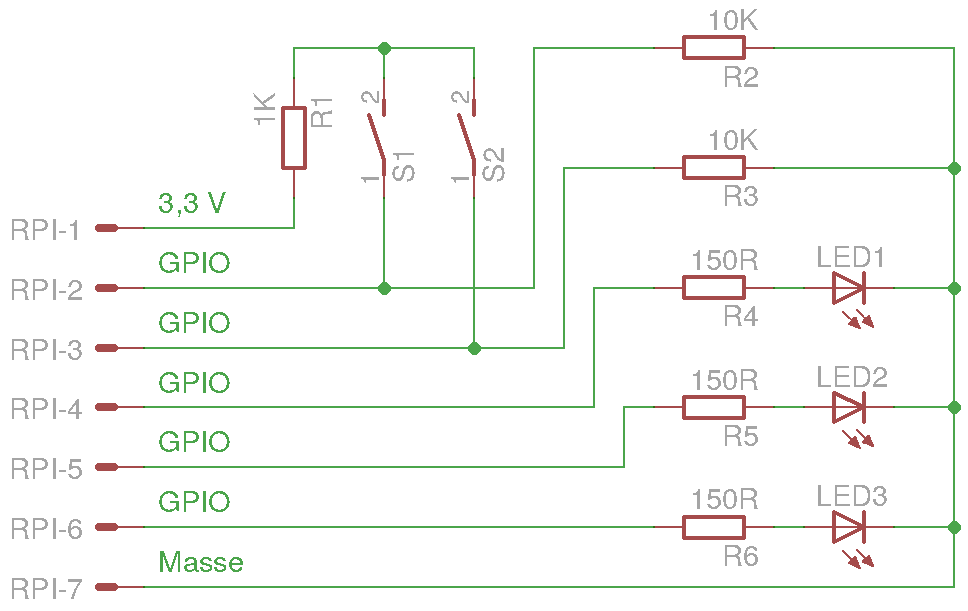 10K
R2
1K
R1
2
1
S1
2
1
S2
10K
R3
3,3 V
RPI-1
GPIO
RPI-2
150R
R4
LED1
GPIO
RPI-3
GPIO
RPI-4
150R
R5
LED2
GPIO
RPI-5
GPIO
RPI-6
150R
R6
LED3
Masse
RPI-7